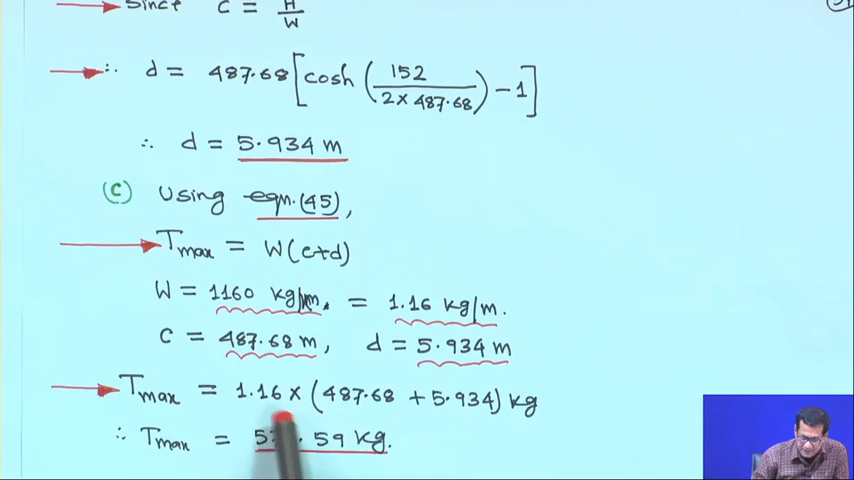 Since C = H/W
∴ d = 487.68 [cosh (152 / 2 × 487.68) − 1]
∴ d = 5.934 m
(c) Using eqn. (45),
Tmax = W(c+d)
W = 1160 kg/km. = 1.16 kg/m.
C = 487.68 m, d = 5.934 m
Tmax = 1.16 × (487.68 + 5.934) kg
∴ Tmax = 59 kg.